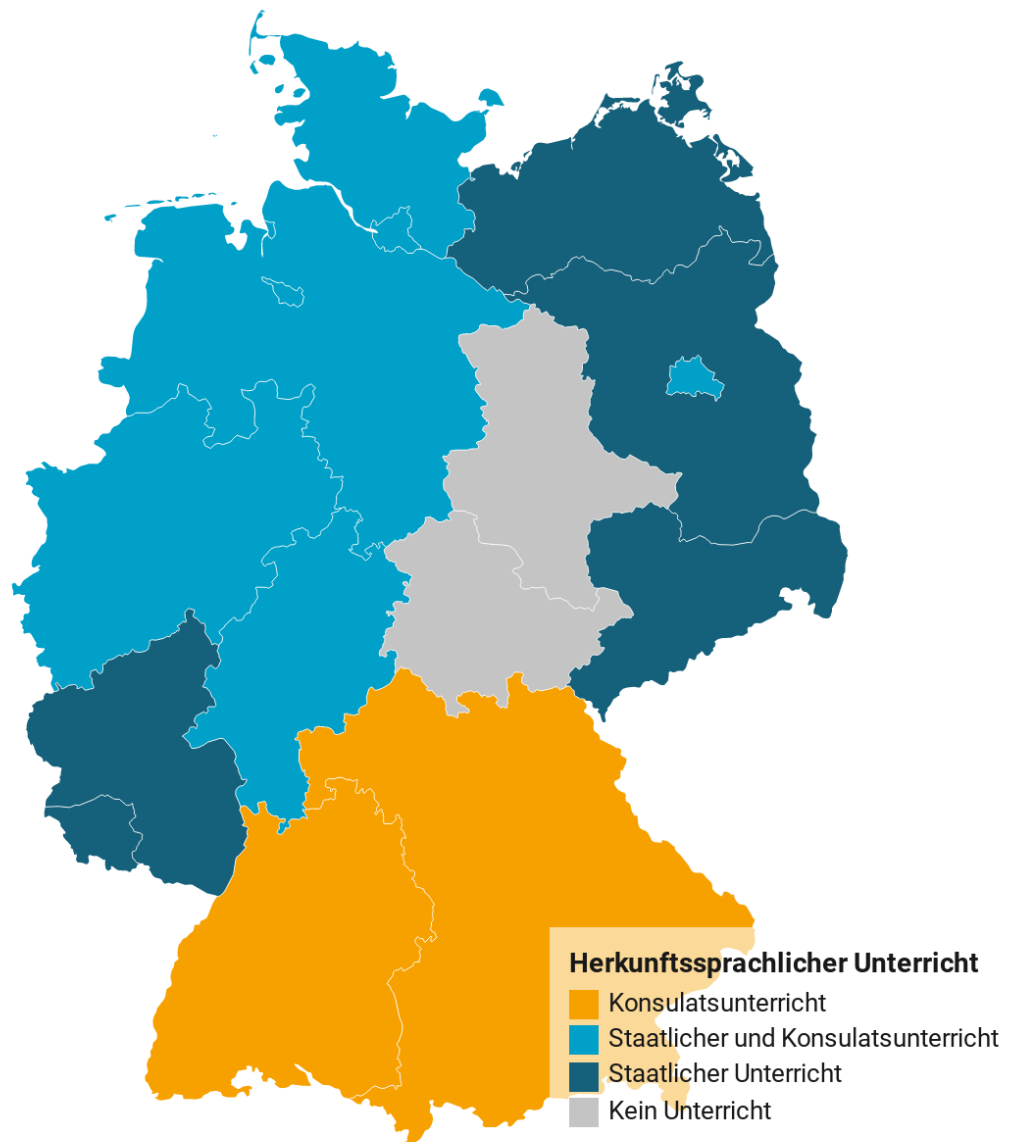 Herkunftssprachlicher Unterricht
Konsulatsunterricht
Staatlicher und Konsulatsunterricht
Staatlicher Unterricht
Kein Unterricht